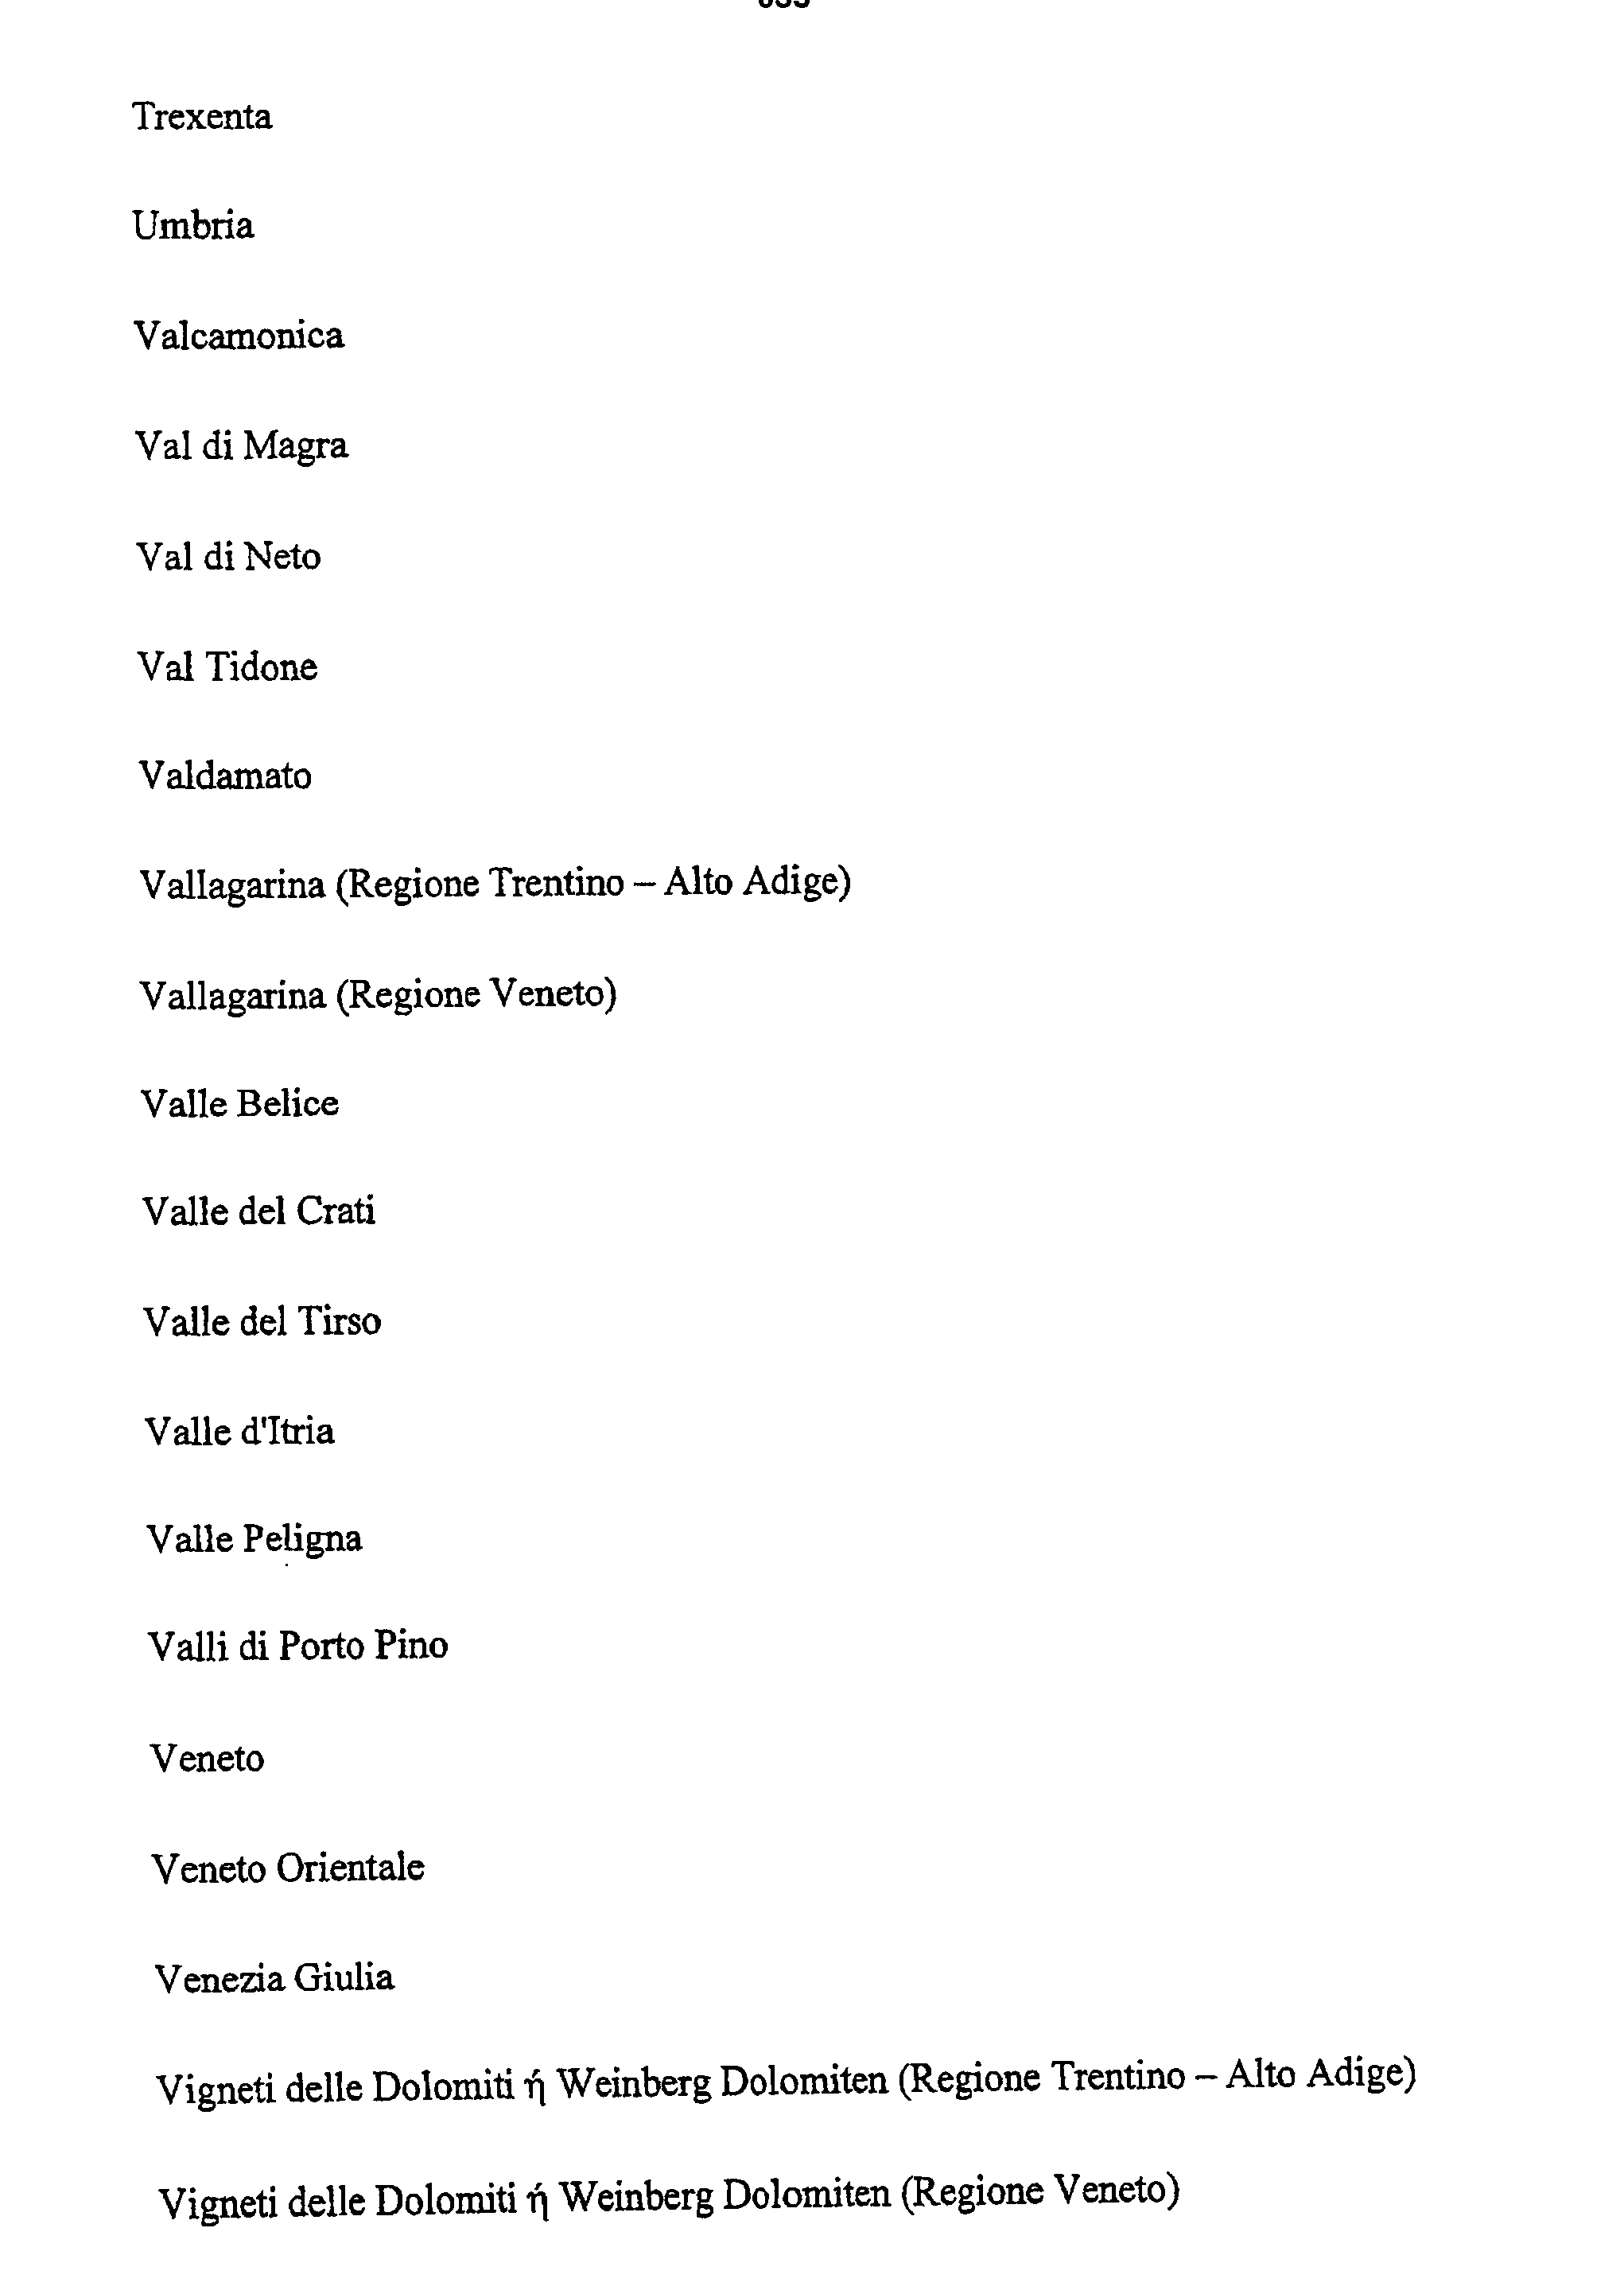 Trexenta
Umbria
Valcamonica
Val di Magra
Val di Neto
Val Tidone
Valdamato
Vallagarina (Regione Trentino – Alto Adige)
Vallagarina (Regione Veneto)
Valle Belice
Valle del Crati
Valle del Tirso
Valle d'Itria
Valle Peligna
Valli di Porto Pino
Veneto
Veneto Orientale
Venezia Giulia
Vigneti delle Dolomiti ή Weinberg Dolomiten (Regione Trentino – Alto Adige)
Vigneti delle Dolomiti ή Weinberg Dolomiten (Regione Veneto)